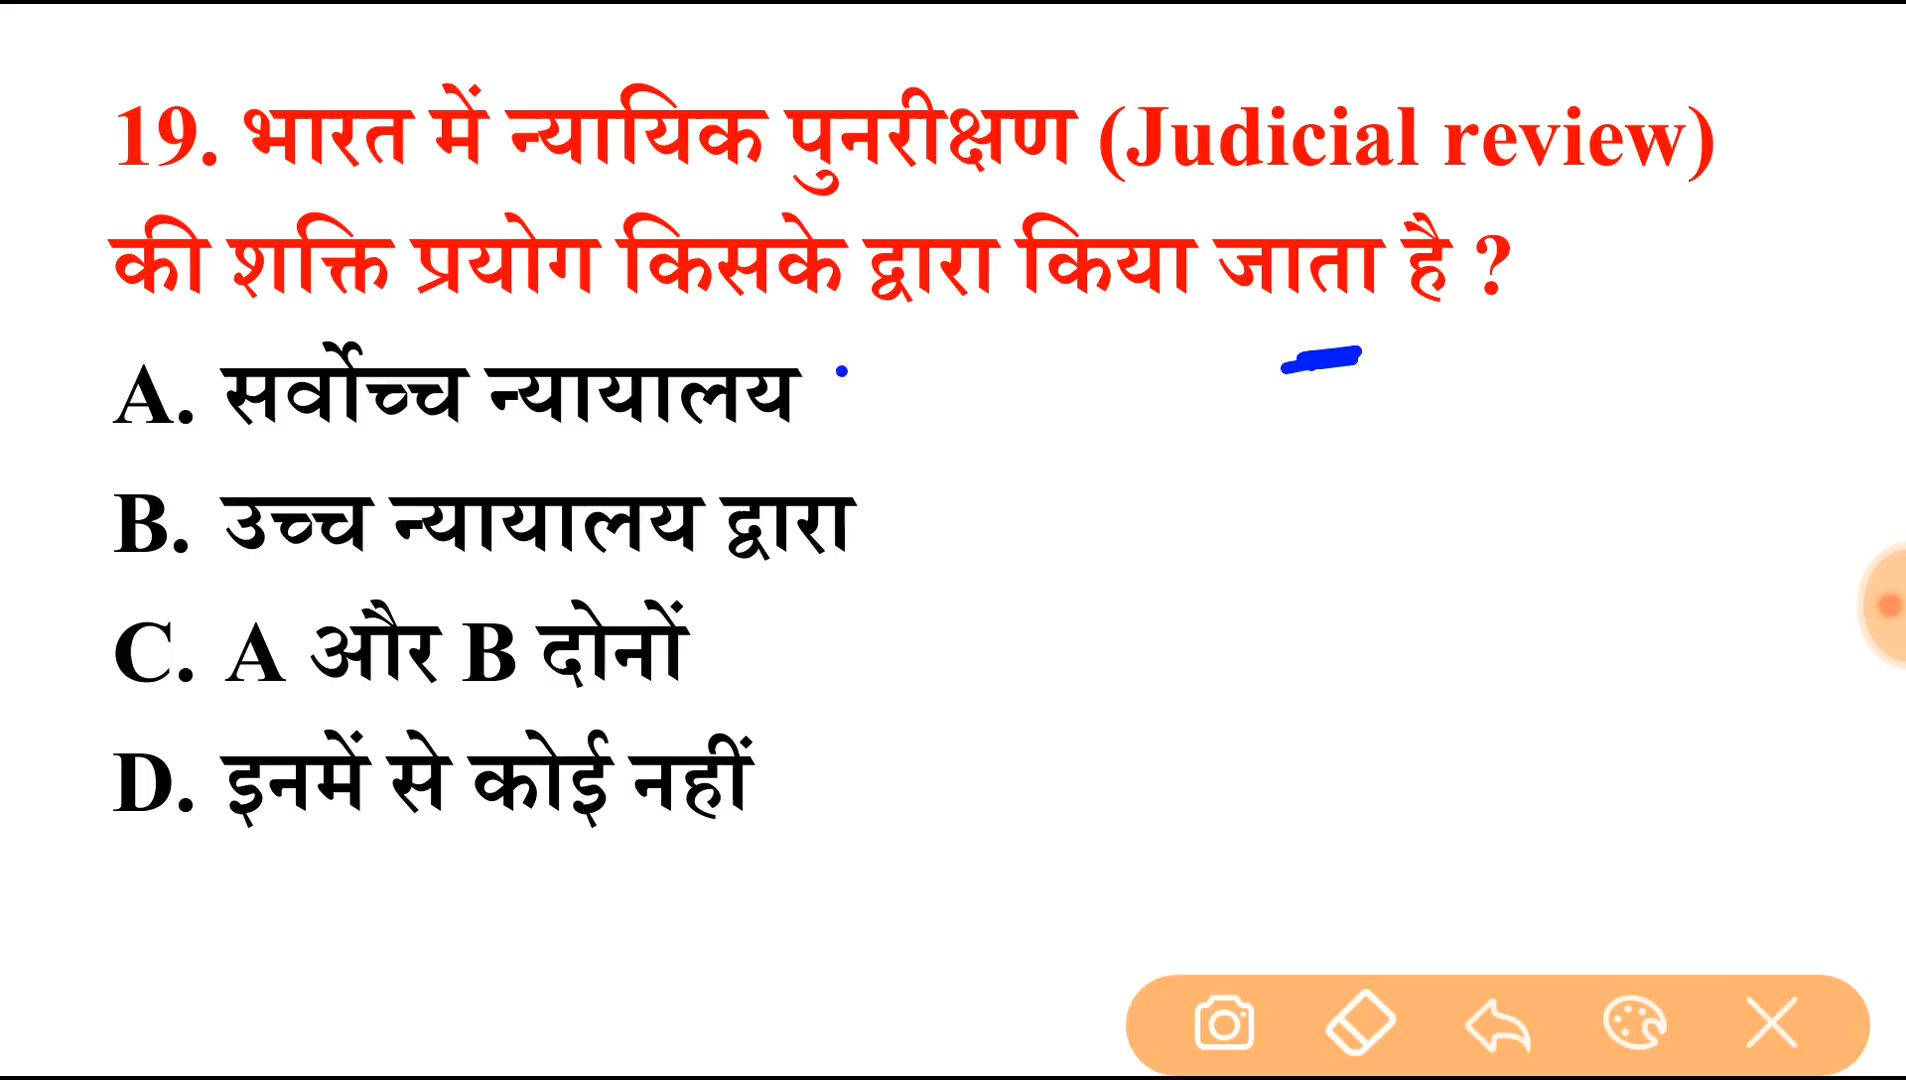 19. भारत में न्यायिक पुनरीक्षण (Judicial review)
की शक्ति प्रयोग किसके द्वारा किया जाता है ?
A. सर्वोच्च न्यायालय
B. उच्च न्यायालय द्वारा
C. A और B दोनों
D. इनमें से कोई नहीं